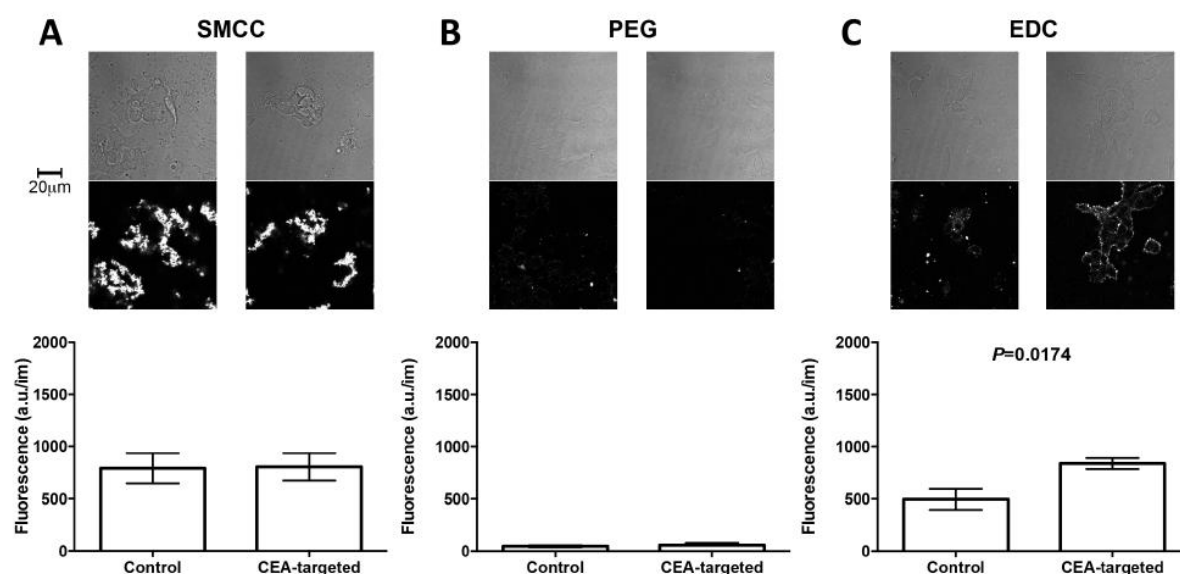 A SMCC
B PEG
C EDC
20μm
2000
1500
1000
500
0
Fluorescence (a.u./im)
Control CEA-targeted
2000
1500
1000
500
0
Fluorescence (a.u./im)
Control CEA-targeted
P=0.0174
2000
1500
1000
500
0
Fluorescence (a.u./im)
Control CEA-targeted